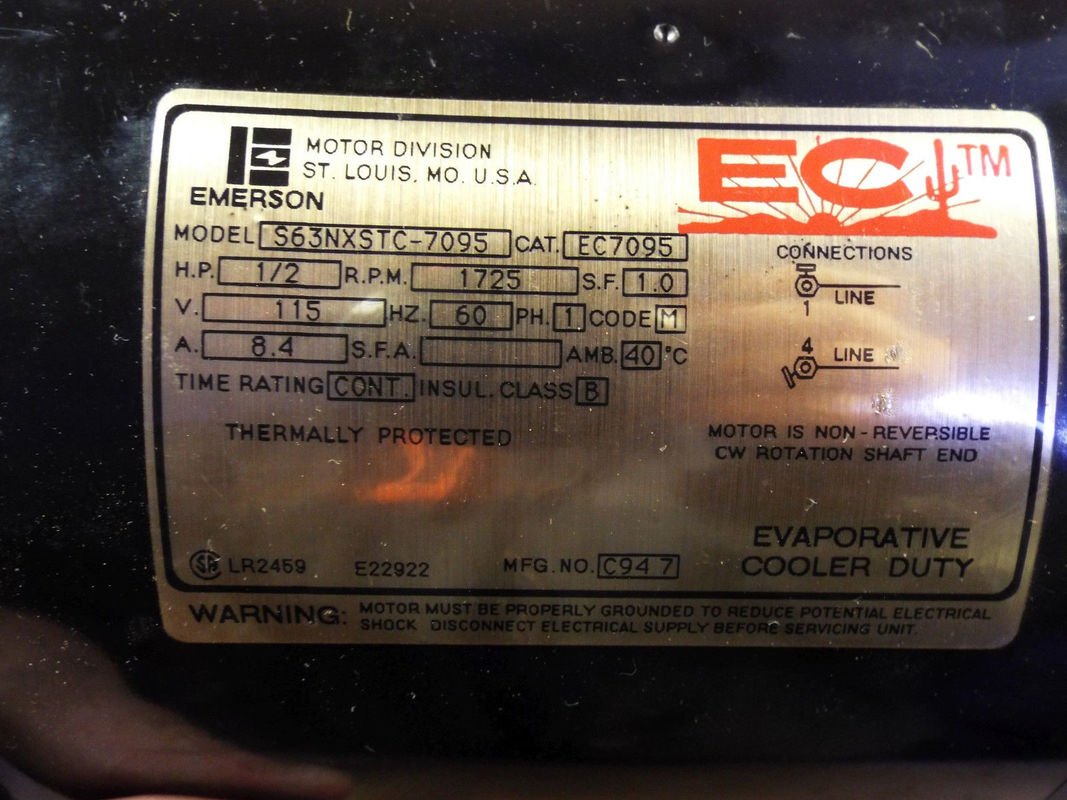 MOTOR DIVISION
ST. LOUIS, MO. U.S.A.
EMERSON
EC TM
MODEL S63NXSTC-7095 CAT. EC7095
H.P. 1/2 R.P.M. 1725 S.F. 1.0
V. 115 HZ. 60 PH. 1 CODE M
A. 8.4 S.F.A. AMB. 40 °C
TIME RATING CONT. INSUL. CLASS B
THERMALLY PROTECTED
CONNECTIONS
LINE
1
4
LINE
MOTOR IS NON-REVERSIBLE
CW ROTATION SHAFT END
EVAPORATIVE
COOLER DUTY
SA LR2459 E22922 MFG. NO. C94 7
WARNING: MOTOR MUST BE PROPERLY GROUNDED TO REDUCE POTENTIAL ELECTRICAL
SHOCK DISCONNECT ELECTRICAL SUPPLY BEFORE SERVICING UNIT.